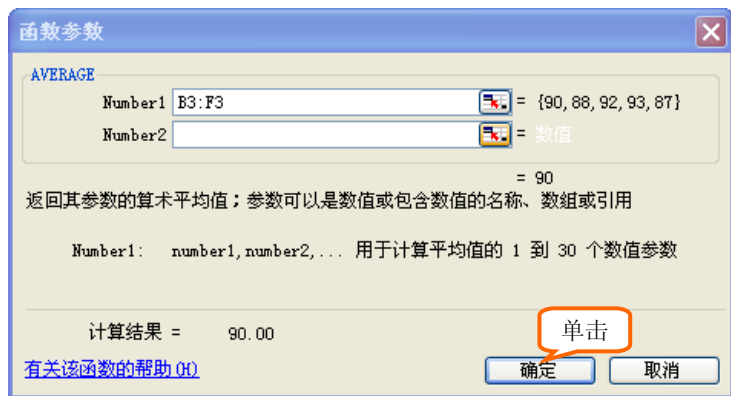 函数参数
AVERAGE
Number1 B3:F3 = {90,88,92,93,87}
Number2 = 数值
= 90
返回其参数的算术平均值；参数可以是数值或包含数值的名称、数组或引用
Number1: number1,number2,... 用于计算平均值的 1 到 30 个数值参数
计算结果 = 90.00
单击
有关该函数的帮助(H)
确定 取消